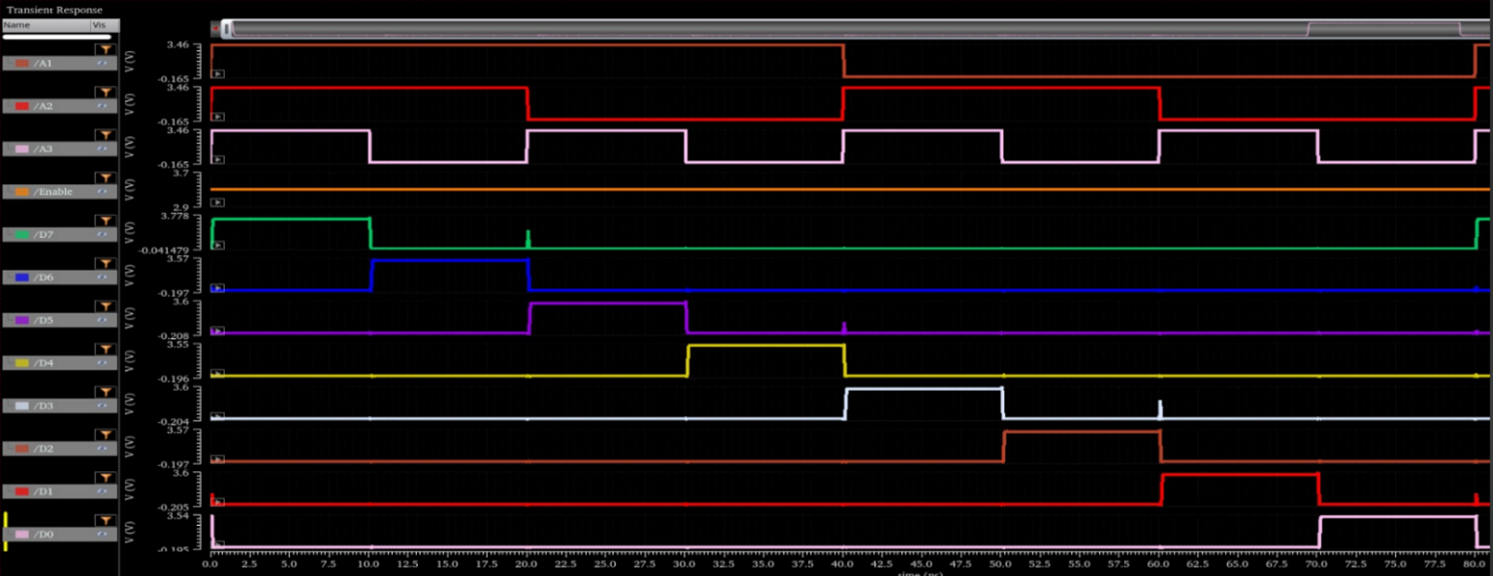 Transient Response
Name Vis
/A1 V (V) 3.46 -0.165
/A2 V (V) 3.46 -0.165
/A3 V (V) 3.46 -0.165
/Enable V (V) 3.7 2.9
/D7 V (V) 3.778 -0.041479
/D6 V (V) 3.57 -0.197
/D5 V (V) 3.6 -0.208
/D4 V (V) 3.55 -0.196
/D3 V (V) 3.6 -0.204
/D2 V (V) 3.57 -0.197
/D1 V (V) 3.6 -0.205
/D0 V (V) 3.54 -0.195
0.0 2.5 5.0 7.5 10.0 12.5 15.0 17.5 20.0 22.5 25.0 27.5 30.0 32.5 35.0 37.5 40.0 42.5 45.0 47.5 50.0 52.5 55.0 57.5 60.0 62.5 65.0 67.5 70.0 72.5 75.0 77.5 80.0
time (ns)